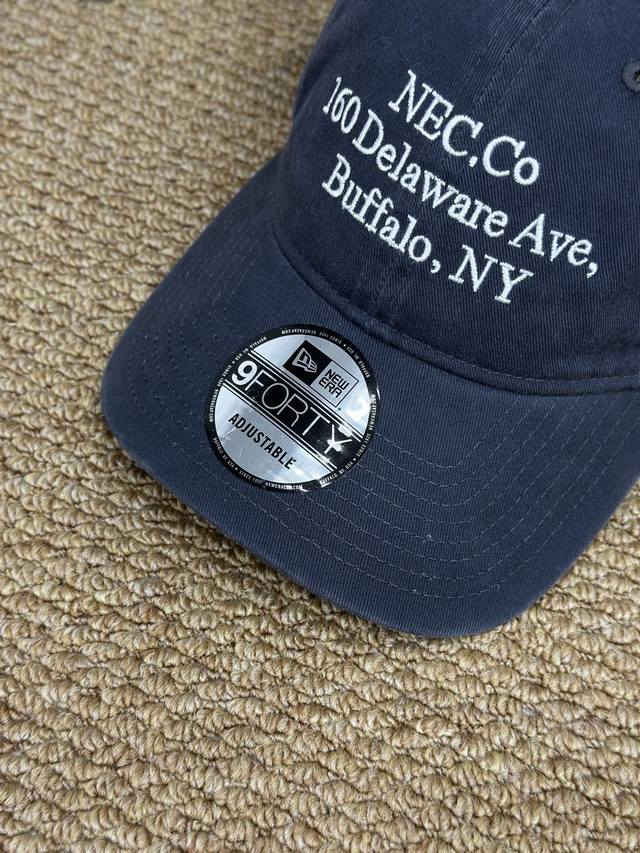 NEC.Co
160 Delaware Ave,
Buffalo, NY
NEW
ERA
9FORTY
ADJUSTABLE